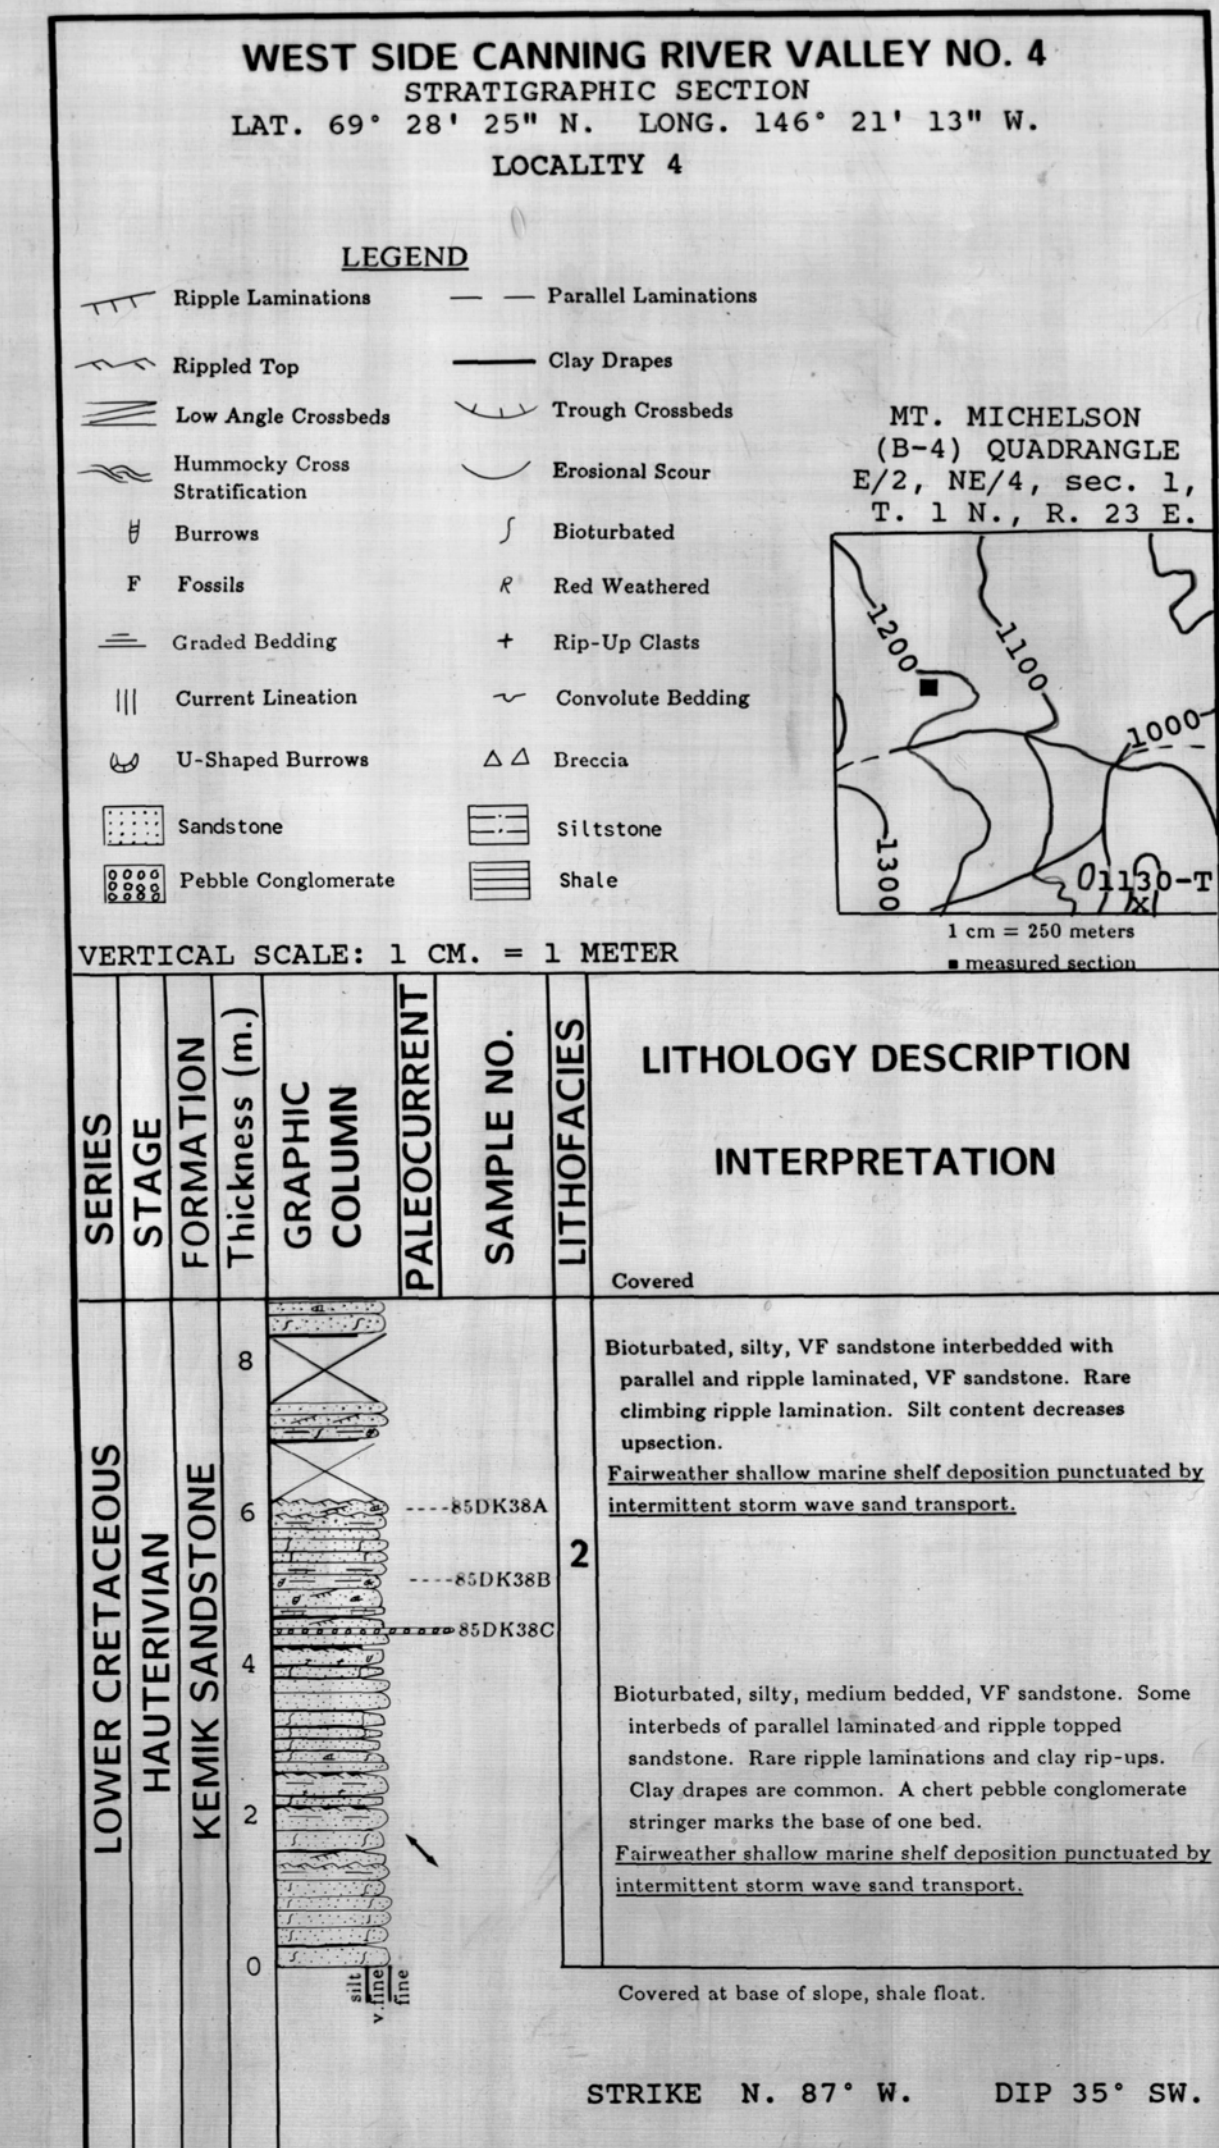 WEST SIDE CANNING RIVER VALLEY NO. 4
STRATIGRAPHIC SECTION
LAT. 69° 28' 25" N. LONG. 146° 21' 13" W.
LOCALITY 4
LEGEND
Ripple Laminations
Parallel Laminations
Rippled Top
Clay Drapes
Low Angle Crossbeds
Trough Crossbeds
Hummocky Cross
Stratification
Erosional Scour
Burrows
Bioturbated
F Fossils
R Red Weathered
Graded Bedding
+ Rip-Up Clasts
Current Lineation
Convolute Bedding
U-Shaped Burrows
Breccia
Sandstone
Siltstone
Pebble Conglomerate
Shale
MT. MICHELSON
(B-4) QUADRANGLE
E/2, NE/4, sec. 1,
T. 1 N., R. 23 E.
1200
1100
1000
1300
01130-T
X
1 cm = 250 meters
■ measured section
VERTICAL SCALE: 1 CM. = 1 METER
SERIES
STAGE
FORMATION
Thickness (m.)
GRAPHIC
COLUMN
PALEOCURRENT
SAMPLE NO.
LITHOFACIES
LITHOLOGY DESCRIPTION
INTERPRETATION
Covered
LOWER CRETACEOUS
HAUTERIVIAN
KEMIK SANDSTONE
8
6
4
2
0
85DK38A
85DK38B
85DK38C
2
Bioturbated, silty, VF sandstone interbedded with
parallel and ripple laminated, VF sandstone. Rare
climbing ripple lamination. Silt content decreases
upsection.
Fairweather shallow marine shelf deposition punctuated by
intermittent storm wave sand transport.
Bioturbated, silty, medium bedded, VF sandstone. Some
interbeds of parallel laminated and ripple topped
sandstone. Rare ripple laminations and clay rip-ups.
Clay drapes are common. A chert pebble conglomerate
stringer marks the base of one bed.
Fairweather shallow marine shelf deposition punctuated by
intermittent storm wave sand transport.
silt
v.fine
fine
Covered at base of slope, shale float.
STRIKE N. 87° W. DIP 35° SW.